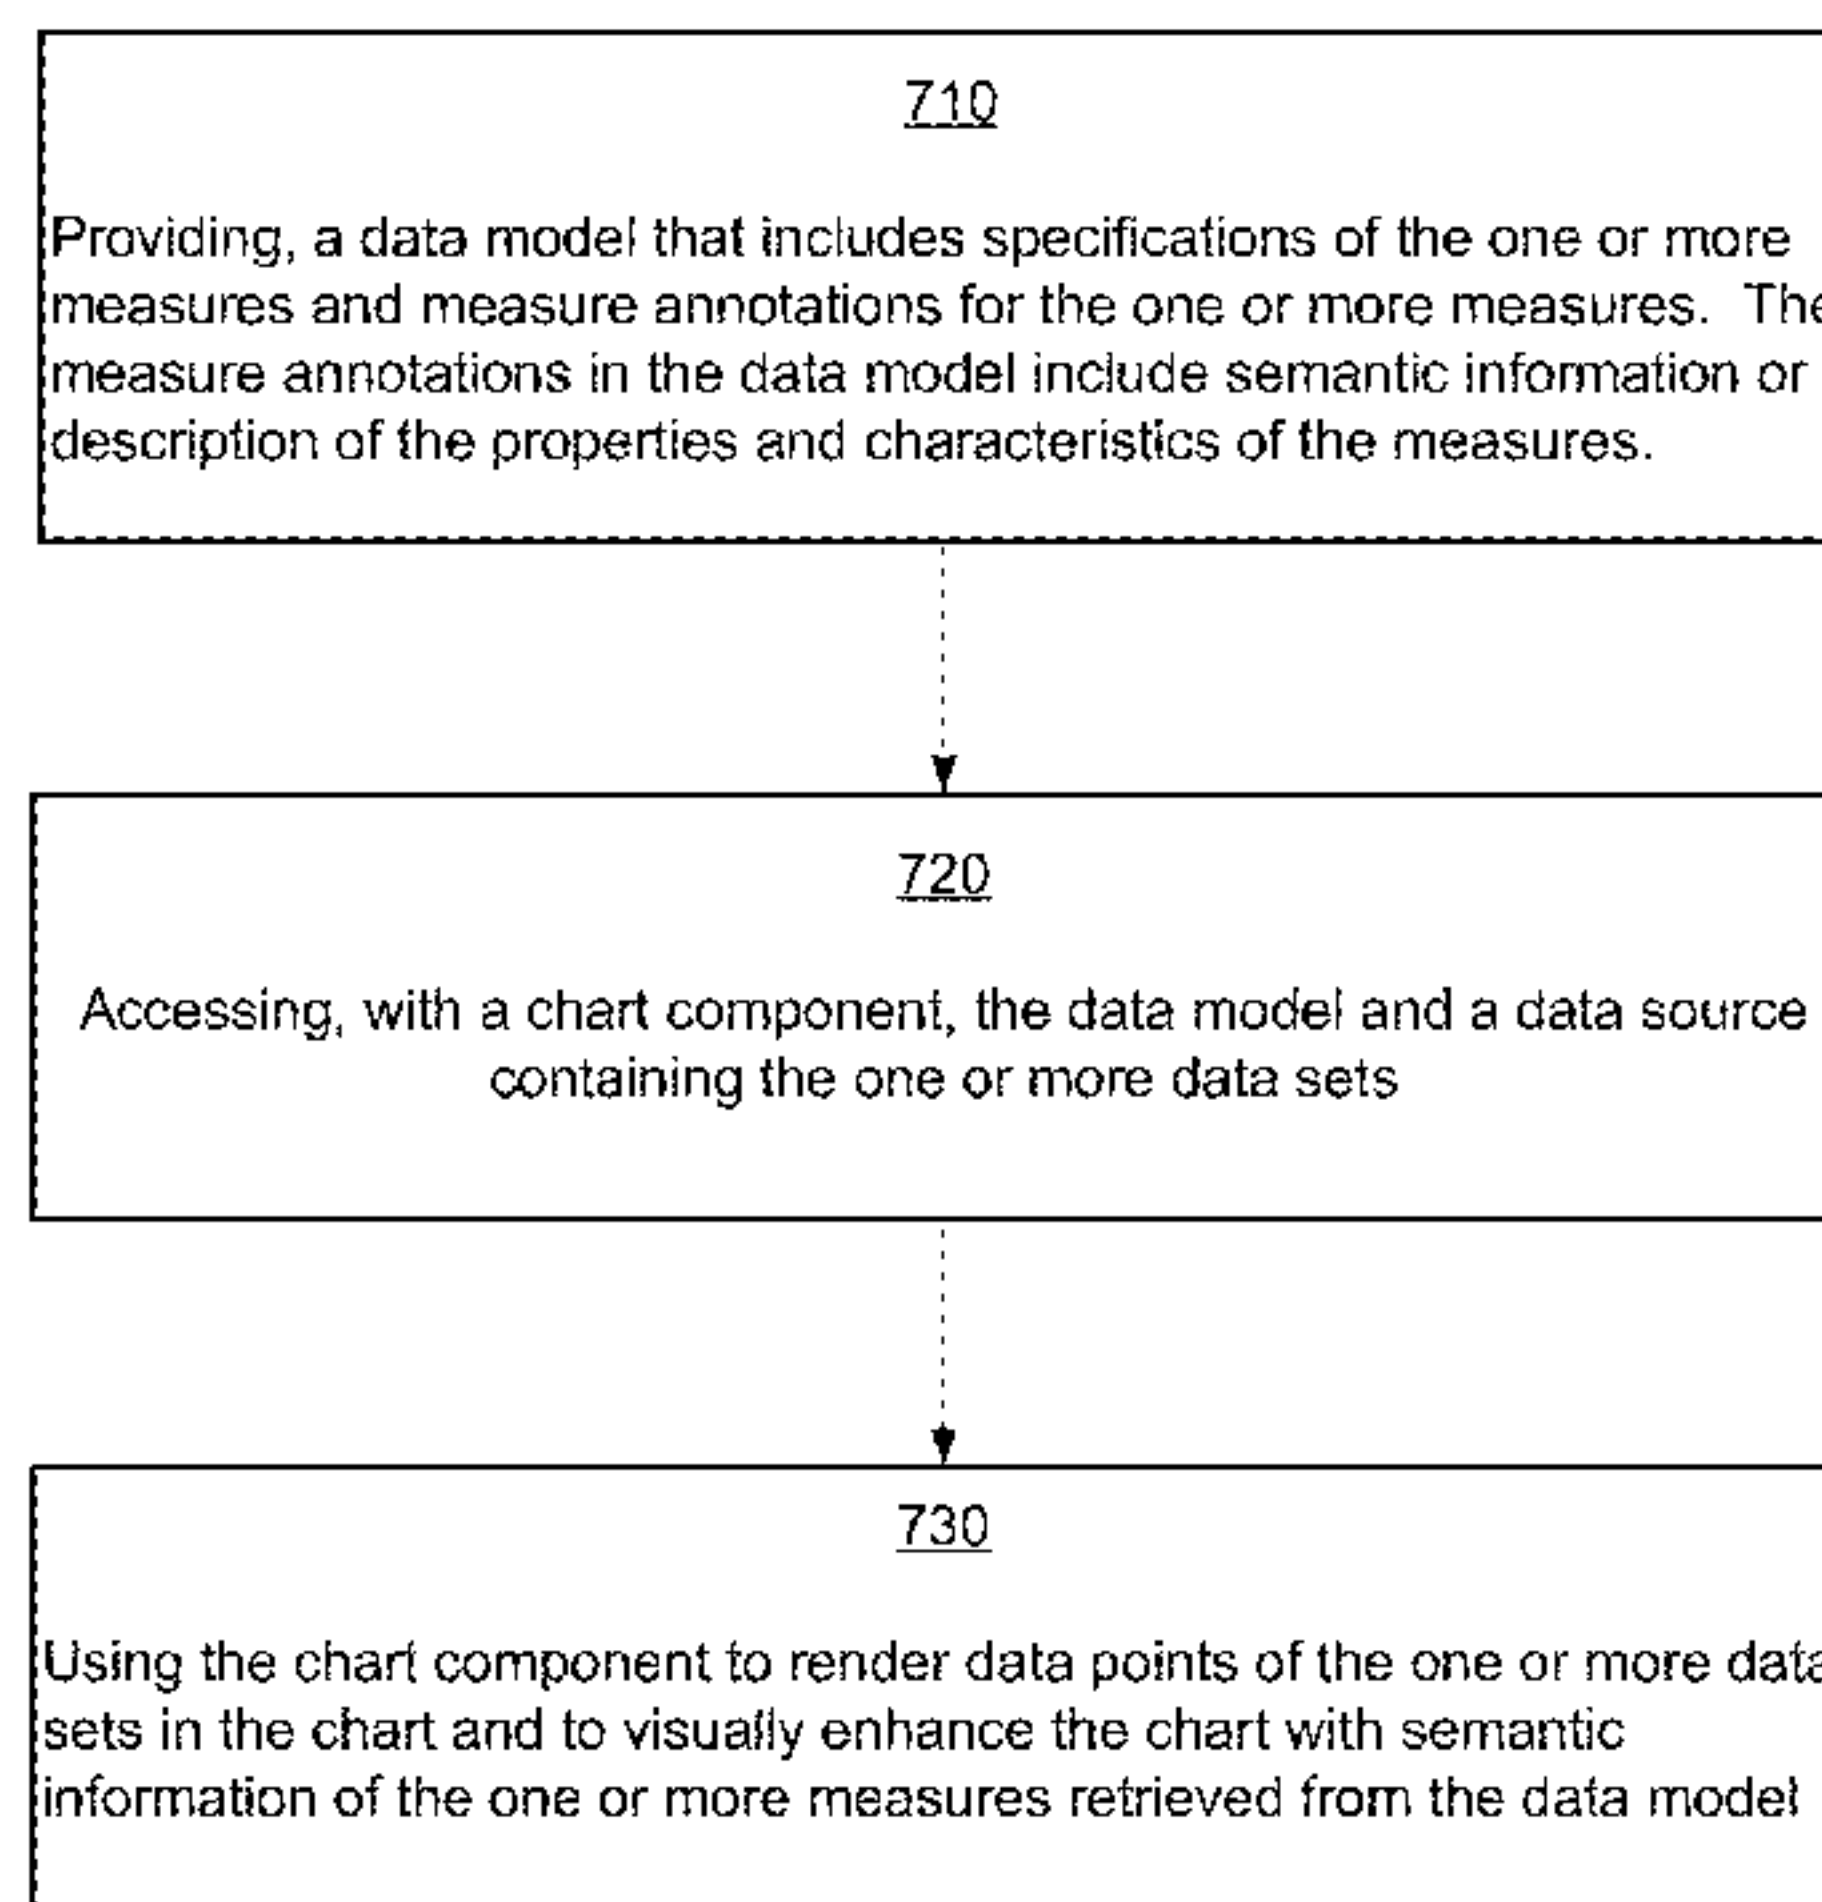 710
Providing, a data model that includes specifications of the one or more
measures and measure annotations for the one or more measures. The
measure annotations in the data model include semantic information or
description of the properties and characteristics of the measures.
720
Accessing, with a chart component, the data model and a data source
containing the one or more data sets
730
Using the chart component to render data points of the one or more data
sets in the chart and to visually enhance the chart with semantic
information of the one or more measures retrieved from the data model